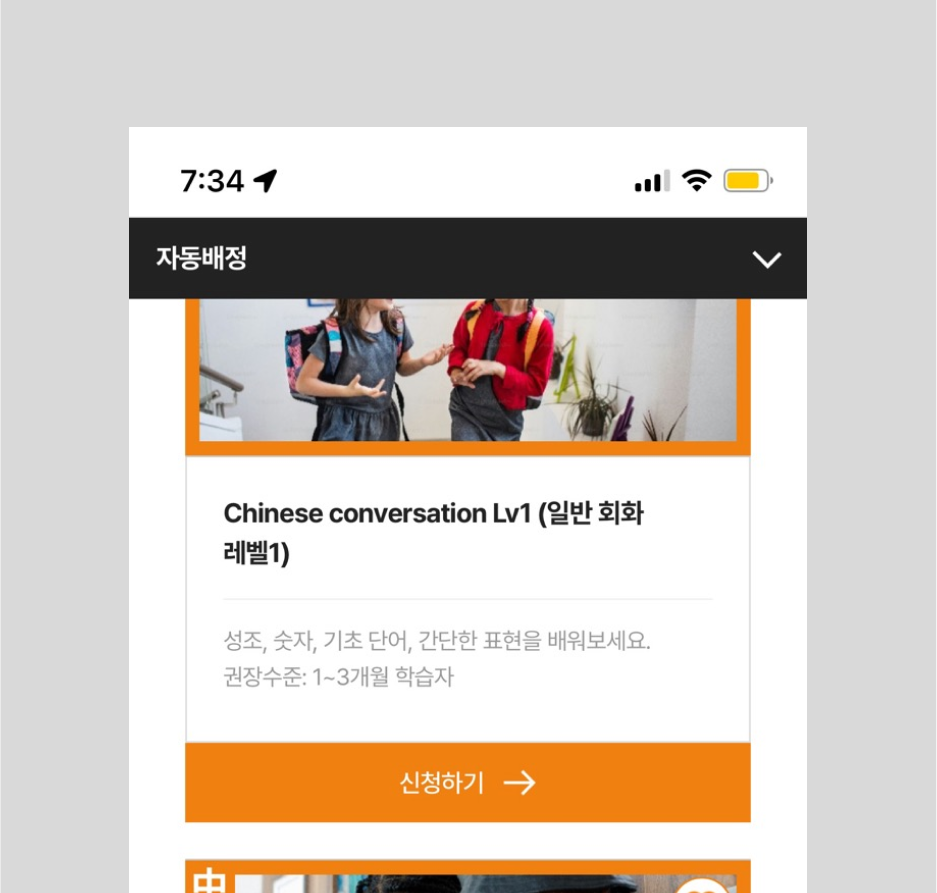 7:34
자동배정
Chinese conversation Lv1 (일반 회화
레벨1)
성조, 숫자, 기초 단어, 간단한 표현을 배워보세요.
권장수준: 1~3개월 학습자
신청하기
中